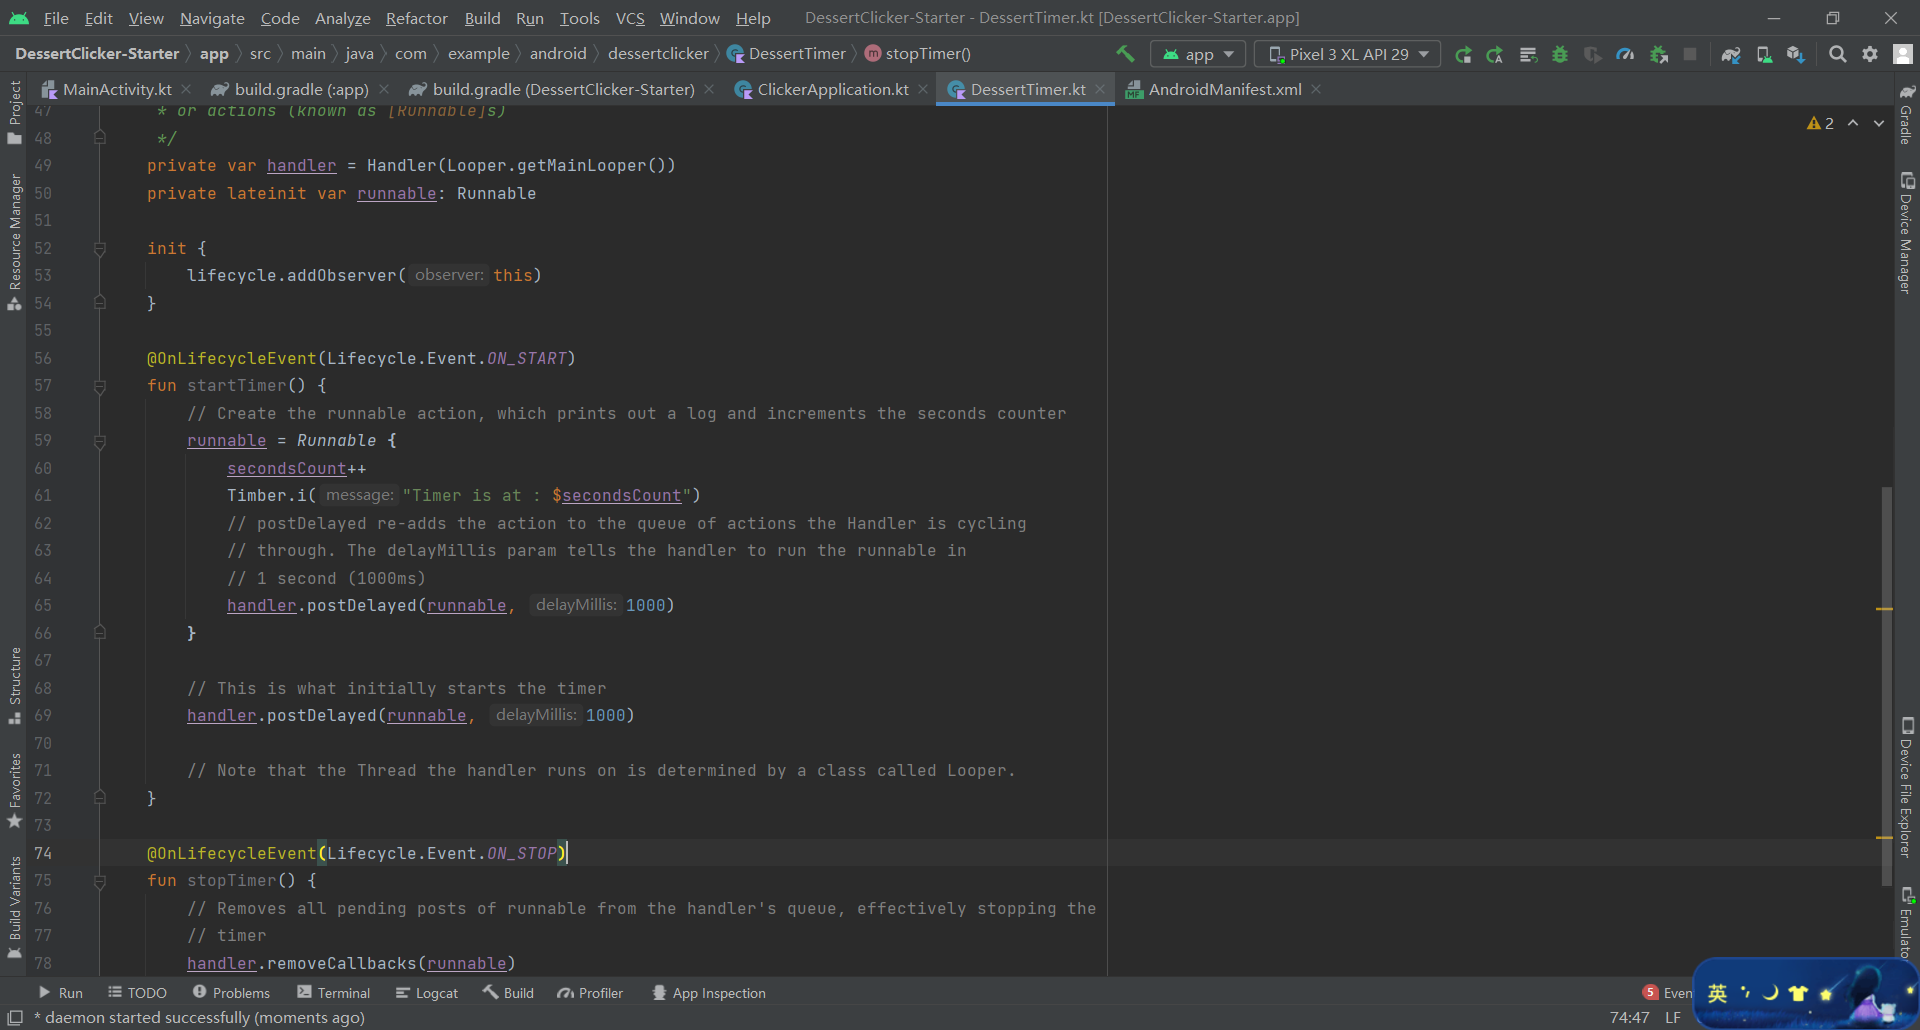 File Edit View Navigate Code Analyze Refactor Build Run Tools VCS Window Help DessertClicker-Starter - DessertTimer.kt [DessertClicker-Starter.app]
DessertClicker-Starter app src main java com example android dessertclicker DessertTimer stopTimer() app Pixel 3 XL API 29
MainActivity.kt build.gradle (:app) build.gradle (DessertClicker-Starter) ClickerApplication.kt DessertTimer.kt AndroidManifest.xml
Project
Resource Manager
Structure
Favorites
Build Variants
2
47 * or actions (known as [Runnable]s)
48 */
49 private var handler = Handler(Looper.getMainLooper())
50 private lateinit var runnable: Runnable
51
52 init {
53 lifecycle.addObserver( observer: this)
54 }
55
56 @OnLifecycleEvent(Lifecycle.Event.ON_START)
57 fun startTimer() {
58 // Create the runnable action, which prints out a log and increments the seconds counter
59 runnable = Runnable {
60 secondsCount++
61 Timber.i( message: "Timer is at : $secondsCount")
62 // postDelayed re-adds the action to the queue of actions the Handler is cycling
63 // through. The delayMillis param tells the handler to run the runnable in
64 // 1 second (1000ms)
65 handler.postDelayed(runnable, delayMillis: 1000)
66 }
67
68 // This is what initially starts the timer
69 handler.postDelayed(runnable, delayMillis: 1000)
70
71 // Note that the Thread the handler runs on is determined by a class called Looper.
72 }
73
74 @OnLifecycleEvent(Lifecycle.Event.ON_STOP)
75 fun stopTimer() {
76 // Removes all pending posts of runnable from the handler's queue, effectively stopping the
77 // timer
78 handler.removeCallbacks(runnable)
Gradle
Device Manager
Device File Explorer
Emulato
Run TODO Problems Terminal Logcat Build Profiler App Inspection 5 Even
英
* daemon started successfully (moments ago) 74:47 LF